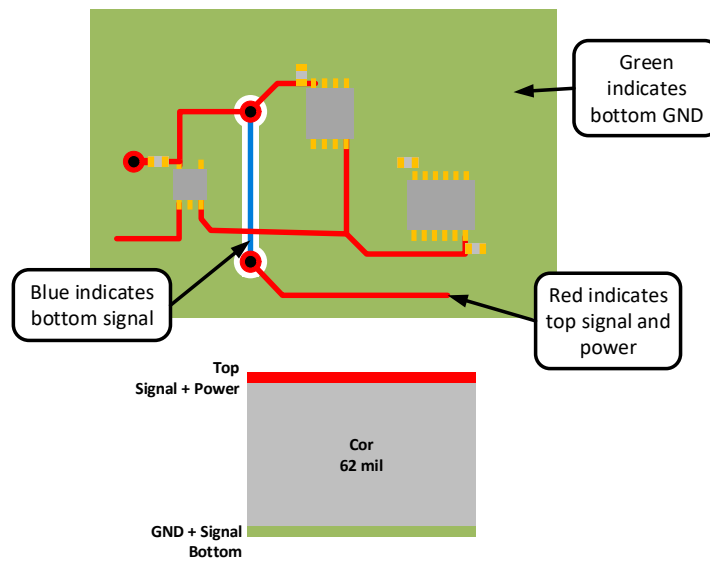 Green
indicates
bottom GND
Blue indicates
bottom signal
Red indicates
top signal and
power
Top
Signal + Power
Cor
62 mil
GND + Signal
Bottom